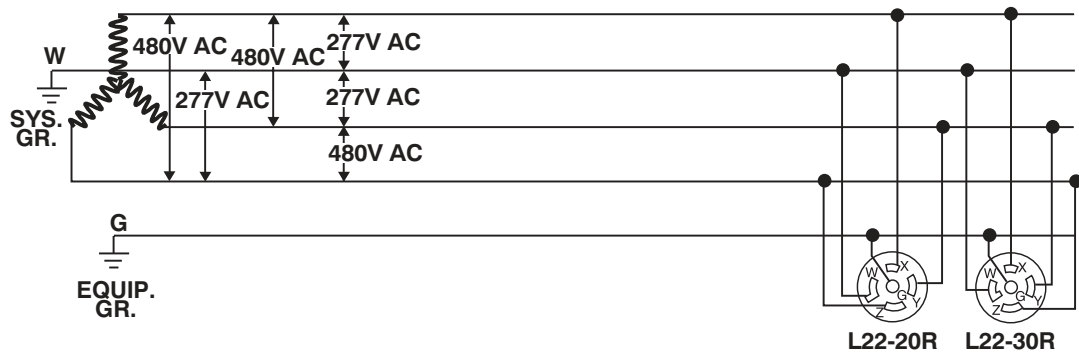 W
480V AC
480V AC
277V AC
277V AC
277V AC
480V AC
SYS.
GR.
G
EQUIP.
GR.
W
X
G
Y
Z
W
X
G
Y
Z
L22-20R
L22-30R